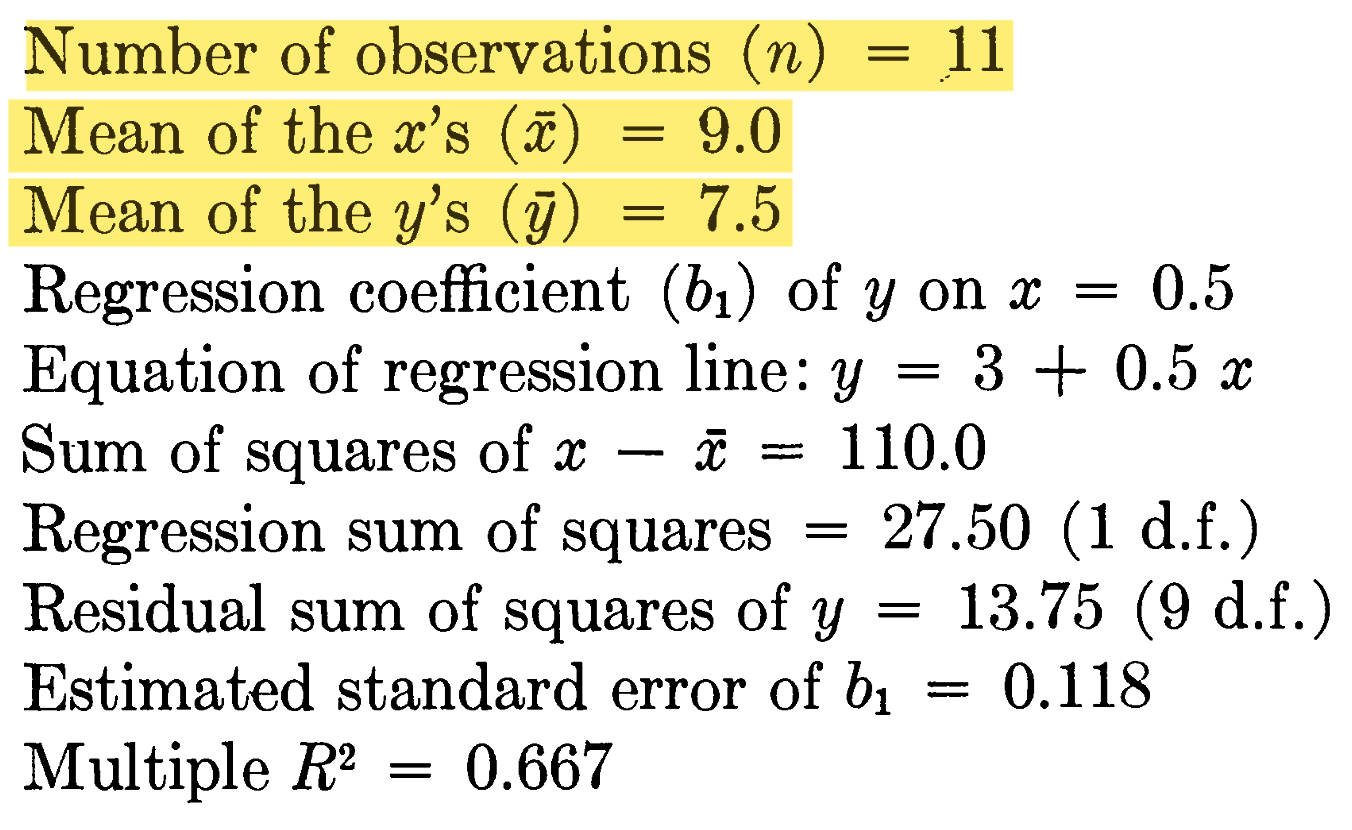 Number of observations (n) = 11
Mean of the x's (x̄) = 9.0
Mean of the y's (ȳ) = 7.5
Regression coefficient (b₁) of y on x = 0.5
Equation of regression line: y = 3 + 0.5 x
Sum of squares of x − x̄ = 110.0
Regression sum of squares = 27.50 (1 d.f.)
Residual sum of squares of y = 13.75 (9 d.f.)
Estimated standard error of b₁ = 0.118
Multiple R² = 0.667